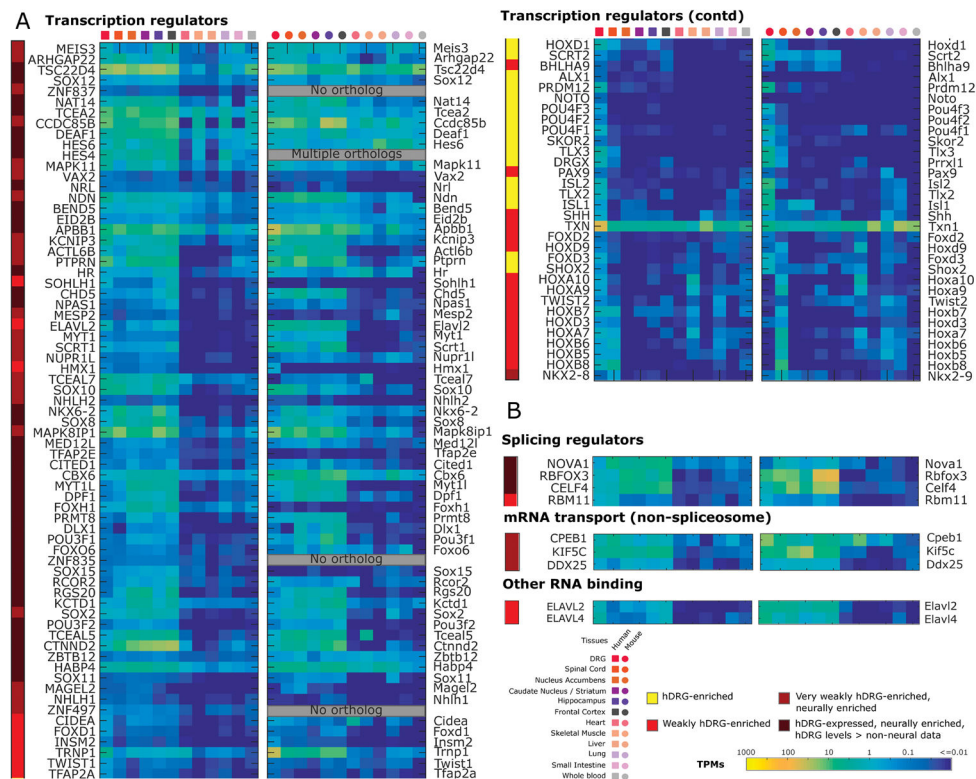 A
Transcription regulators
MEIS3
ARHGAP22
TSC22D4
SOX12
ZNF837
NAT14
TCEA2
CCDC85B
DEAF1
HES6
HES4
MAPK11
VAX2
NRL
NDN
BEND5
EID2B
APBB1
KCNIP3
ACTL6B
PTPRN
HR
SOHLH1
CHD5
NPAS1
MESP2
ELAVL2
MYT1
SCRT1
NUPR1L
HMX1
TCEAL7
SOX10
NHLH2
NKX6-2
SOX8
MAPK8IP1
MED12L
TFAP2E
CITED1
CBX6
MYT1L
DPF1
FOXH1
PRMT8
DLX1
POU3F1
FOXO6
ZNF835
SOX15
RCOR2
RGS20
KCTD1
SOX2
POU3F2
TCEAL5
CTNND2
ZBTB12
HABP4
SOX11
MAGEL2
NHLH1
ZNF497
CIDEA
FOXD1
INSM2
TRNP1
TWIST1
TFAP2A
No ortholog
Multiple orthologs
No ortholog
No ortholog
Meis3
Arhgap22
Tsc22d4
Sox12
Nat14
Tcea2
Ccdc85b
Deaf1
Hes6
Mapk11
Vax2
Nrl
Ndn
Bend5
Eid2b
Apbb1
Kcnip3
Actl6b
Ptprn
Hr
Sohlh1
Chd5
Npas1
Mesp2
Elavl2
Myt1
Scrt1
Nupr1l
Hmx1
Tceal7
Sox10
Nhlh2
Nkx6-2
Sox8
Mapk8ip1
Med12l
Tfap2e
Cited1
Cbx6
Myt1l
Dpf1
Foxh1
Prmt8
Dlx1
Pou3f1
Foxo6
Sox15
Rcor2
Rgs20
Kctd1
Sox2
Pou3f2
Tceal5
Ctnnd2
Zbtb12
Habp4
Sox11
Magel2
Nhlh1
Cidea
Foxd1
Insm2
Trnp1
Twist1
Tfap2a
Transcription regulators (contd)
HOXD1
SCRT2
BHLHA9
ALX1
PRDM12
NOTO
POU4F3
POU4F2
POU4F1
SKOR2
TLX3
DRGX
PAX9
ISL2
TLX2
ISL1
SHH
TXN
FOXD2
HOXD9
FOXD3
SHOX2
HOXA10
HOXA9
TWIST2
HOXB7
HOXD3
HOXA7
HOXB6
HOXB5
HOXB8
NKX2-8
Hoxd1
Scrt2
Bhlha9
Alx1
Prdm12
Noto
Pou4f3
Pou4f2
Pou4f1
Skor2
Tlx3
Prrxl1
Pax9
Isl2
Tlx2
Isl1
Shh
Txn1
Foxd2
Hoxd9
Foxd3
Shox2
Hoxa10
Hoxa9
Twist2
Hoxb7
Hoxb3
Hoxa7
Hoxb6
Hoxb5
Hoxb8
Nkx2-9
B
Splicing regulators
NOVA1
RBFOX3
CELF4
RBM11
Nova1
Rbfox3
Celf4
Rbm11
mRNA transport (non-spliceosome)
CPEB1
KIF5C
DDX25
Cpeb1
Kif5c
Ddx25
Other RNA binding
ELAVL2
ELAVL4
Elavl2
Elavl4
Tissues Human Mouse
DRG
Spinal Cord
Nucleus Accumbens
Caudate Nucleus / Striatum
Hippocampus
Frontal Cortex
Heart
Skeletal Muscle
Liver
Lung
Small Intestine
Whole blood
hDRG-enriched
Weakly hDRG-enriched
Very weakly hDRG-enriched,
neurally enriched
hDRG-expressed, neurally enriched,
hDRG levels > non-neural data
TPMs
1000 100 10 1 0.1 <=0.01